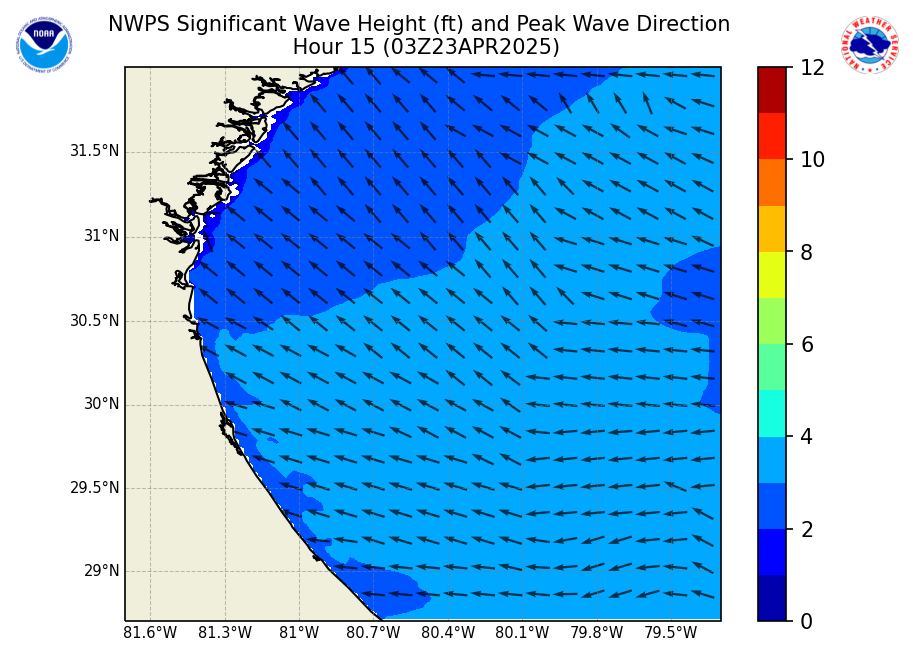 NWPS Significant Wave Height (ft) and Peak Wave Direction
Hour 15 (03Z23APR2025)
NOAA
NATIONAL WEATHER SERVICE
31.5°N
31°N
30.5°N
30°N
29.5°N
29°N
81.6°W 81.3°W 81°W 80.7°W 80.4°W 80.1°W 79.8°W 79.5°W
12
10
8
6
4
2
0